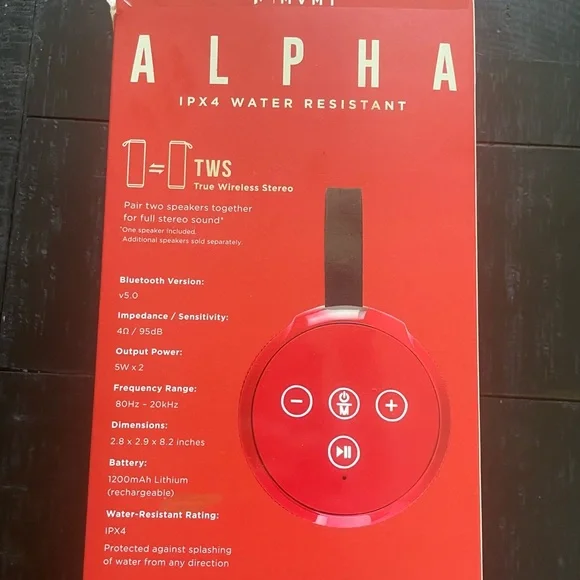 MVMT
ALPHA
IPX4 WATER RESISTANT
TWS
True Wireless Stereo
Pair two speakers together
for full stereo sound*
*One speaker included.
Additional speakers sold separately
Bluetooth Version:
v5.0
Impedance / Sensitivity:
4Ω / 95dB
Output Power:
5W x 2
Frequency Range:
80Hz – 20kHz
Dimensions:
2.8 x 2.9 x 8.2 inches
Battery:
1200mAh Lithium
(rechargeable)
Water-Resistant Rating:
IPX4
Protected against splashing
of water from any direction
M